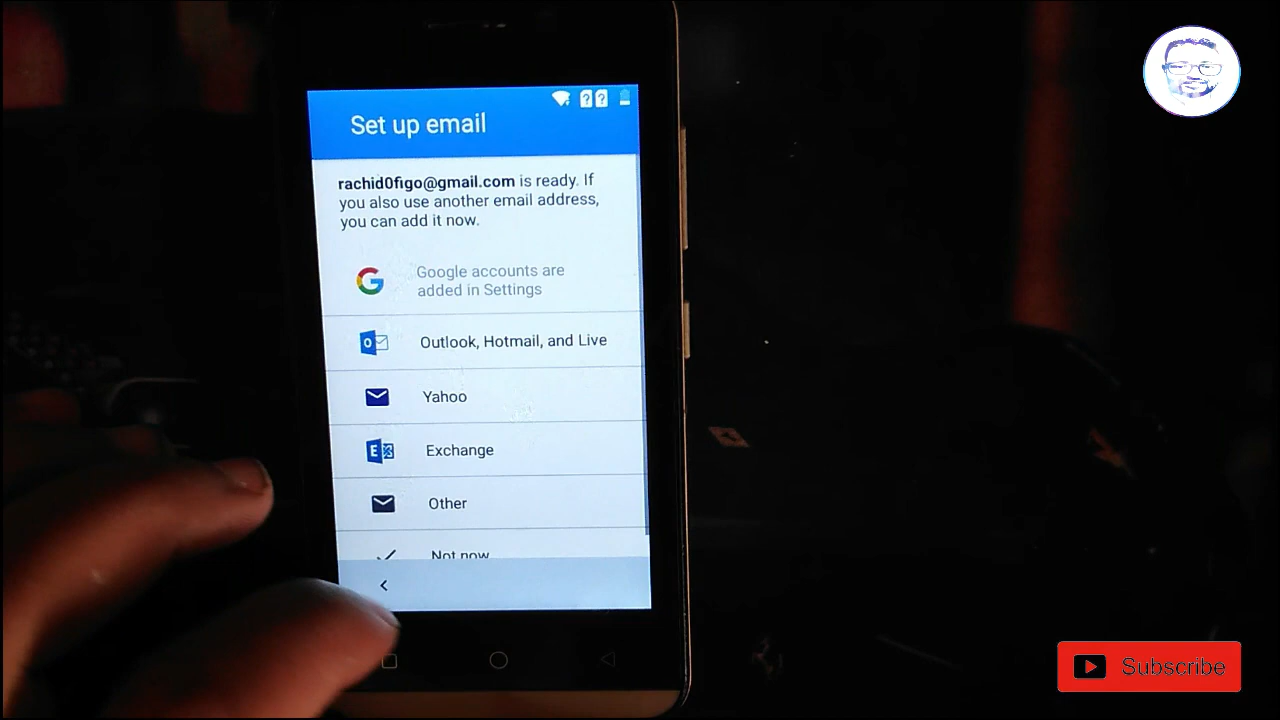 Set up email
rachid0figo@gmail.com is ready. If
you also use another email address,
you can add it now.
Google accounts are
added in Settings
Outlook, Hotmail, and Live
Yahoo
Exchange
Other
Not now
Subscribe